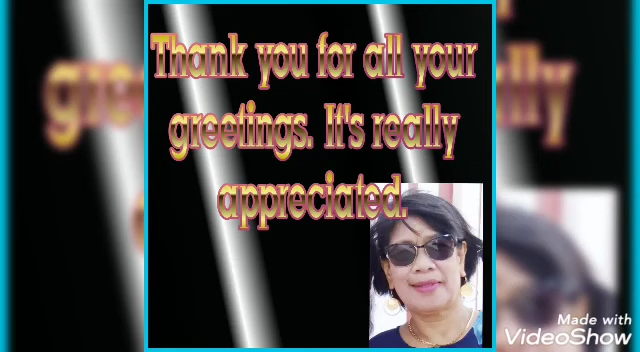 Thank you for all your
greetings. It's really
appreciated.
Made with
VideoShow